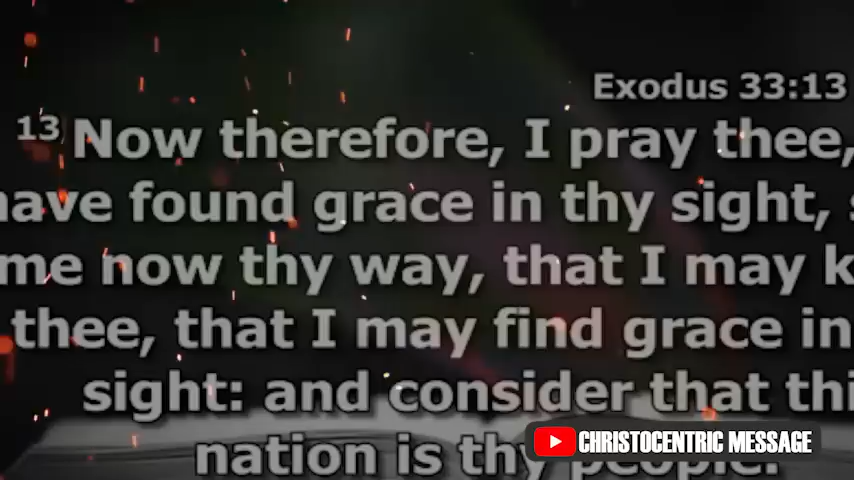 Exodus 33:13
13 Now therefore, I pray thee,
have found grace in thy sight,
me now thy way, that I may
thee, that I may find grace in
sight: and consider that
nation is thy people.
CHRISTOCENTRIC MESSAGE